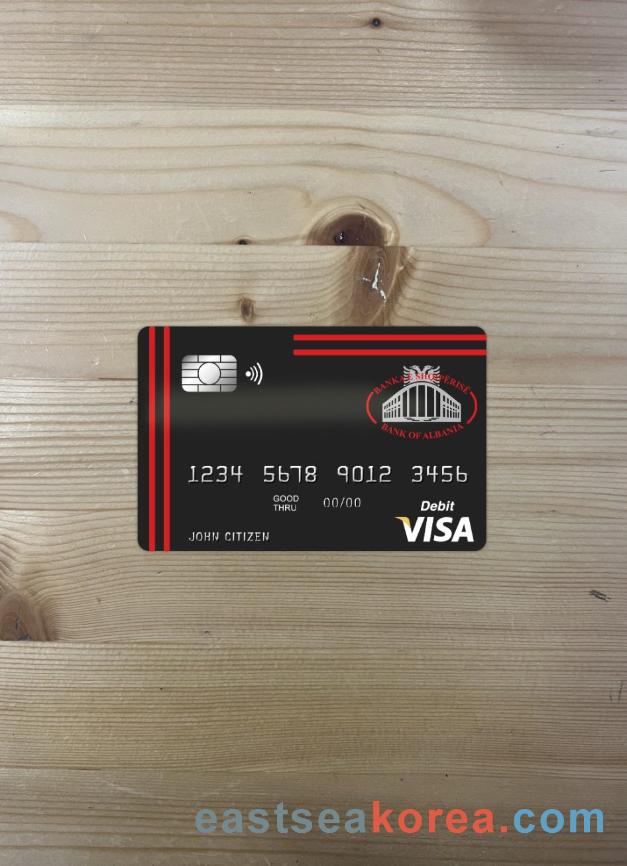 BANKA E SHQIPËRISË
BANK OF ALBANIA
1234 5678 9012 3456
GOOD
THRU
00/00
Debit
VISA
JOHN CITIZEN
eastseakorea.com